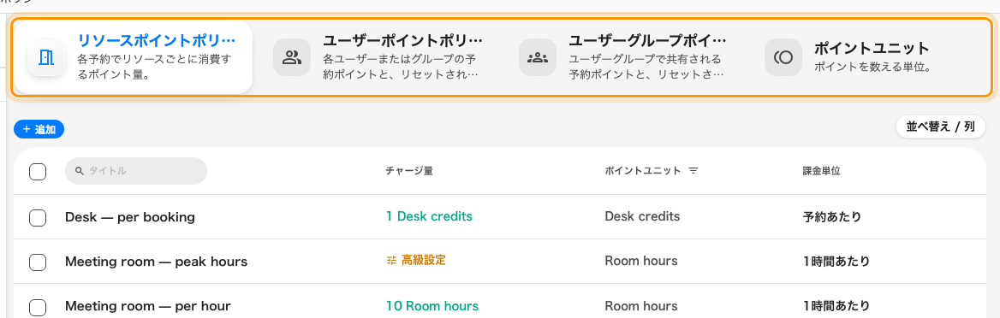 リソースポイントポリ…
各予約でリソースごとに消費す
るポイント量。
ユーザーポイントポリ…
各ユーザーまたはグループの予
約ポイントと、リセットされ…
ユーザーグループポイ…
ユーザーグループで共有される
予約ポイントと、リセットさ…
ポイントユニット
ポイントを数える単位。
+ 追加
並べ替え / 列
タイトル
チャージ量
ポイントユニット
課金単位
Desk — per booking
1 Desk credits
Desk credits
予約あたり
Meeting room — peak hours
高級設定
Room hours
1時間あたり
Meeting room — per hour
10 Room hours
Room hours
1時間あたり